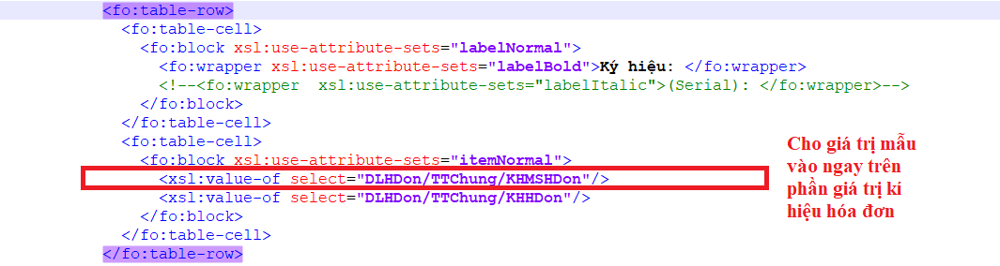 <fo:table-row>
<fo:table-cell>
<fo:block xsl:use-attribute-sets="labelNormal">
<fo:wrapper xsl:use-attribute-sets="labelBold">Ký hiệu: </fo:wrapper>
<!--<fo:wrapper  xsl:use-attribute-sets="labelItalic">(Serial): </fo:wrapper>-->
</fo:block>
</fo:table-cell>
<fo:table-cell>
<fo:block xsl:use-attribute-sets="itemNormal">
<xsl:value-of select="DLHDon/TTChung/KHMSHDon"/>
<xsl:value-of select="DLHDon/TTChung/KHHDon"/>
</fo:block>
</fo:table-cell>
</fo:table-row>
Cho giá trị mẫu
vào ngay trên
phần giá trị kí
hiệu hóa đơn